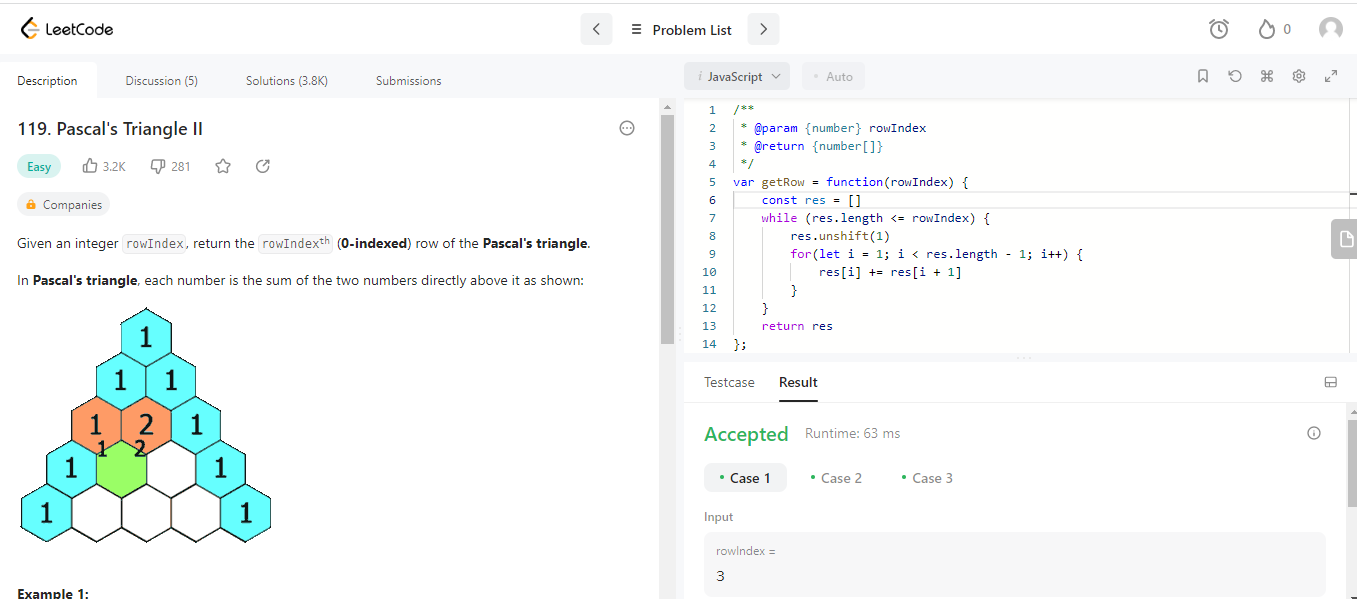 LeetCode
Problem List
0
Description
Discussion (5)
Solutions (3.8K)
Submissions
119. Pascal's Triangle II
Easy
3.2K
281
Companies
Given an integer rowIndex, return the rowIndexth (0-indexed) row of the Pascal's triangle.
In Pascal's triangle, each number is the sum of the two numbers directly above it as shown:
1
1 1
1 2 1
1 2
1 1
1 1
Example 1:
i JavaScript
Auto
1 /**
2 * @param {number} rowIndex
3 * @return {number[]}
4 */
5 var getRow = function(rowIndex) {
6 const res = []
7 while (res.length <= rowIndex) {
8 res.unshift(1)
9 for(let i = 1; i < res.length - 1; i++) {
10 res[i] += res[i + 1]
11 }
12 }
13 return res
14 };
Testcase
Result
Accepted
Runtime: 63 ms
Case 1
Case 2
Case 3
Input
rowIndex =
3